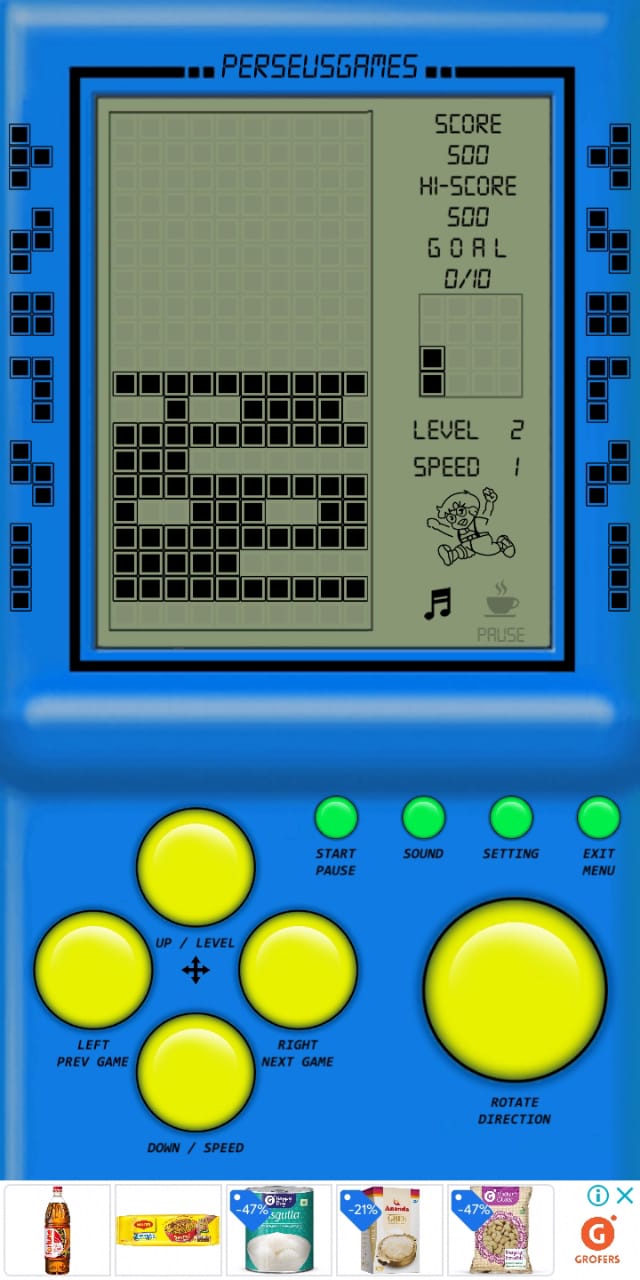 PERSEUSGAMES
SCORE
500
HI-SCORE
500
GOAL
0/10
LEVEL 2
SPEED 1
PAUSE
START
PAUSE
SOUND
SETTING
EXIT
MENU
UP / LEVEL
LEFT
PREV GAME
RIGHT
NEXT GAME
DOWN / SPEED
ROTATE
DIRECTION
-47%
-21%
-47%
GROFERS